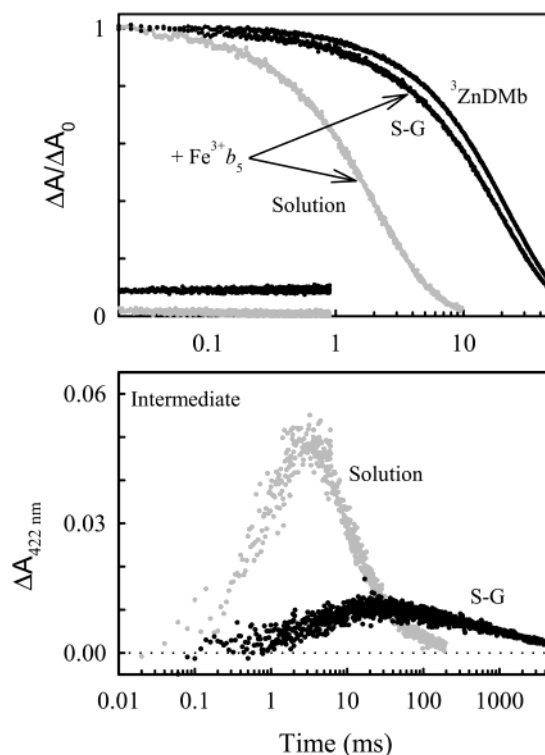 1
³ZnDMb
S-G
+ Fe³⁺b₅
Solution
ΔA/ΔA₀
0
0.1 1 10
0.06
Intermediate
Solution
0.03
ΔA₄₂₂ ₙₘ
S-G
0.00
0.01 0.1 1 10 100 1000
Time (ms)